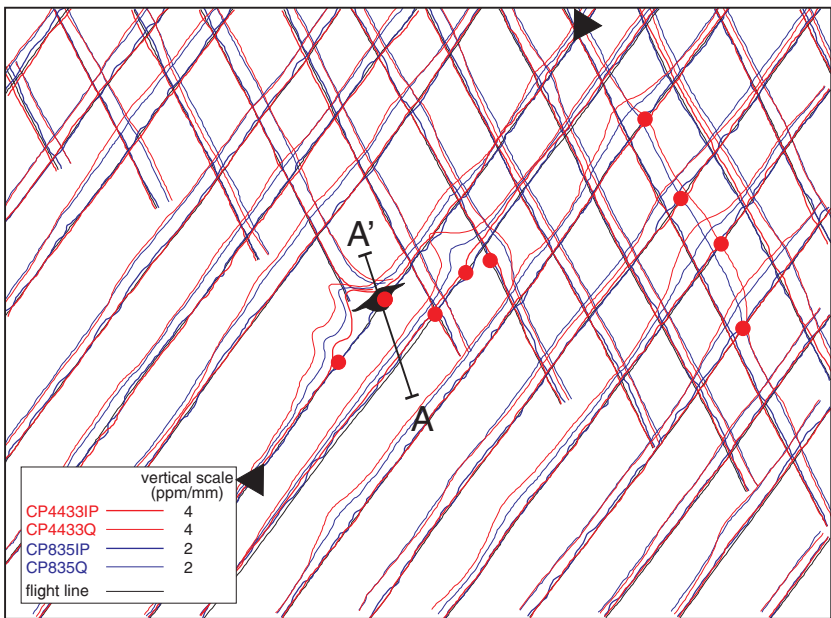 A’
A
vertical scale
(ppm/mm)
CP4433IP 4
CP4433Q 4
CP835IP 2
CP835Q 2
flight line